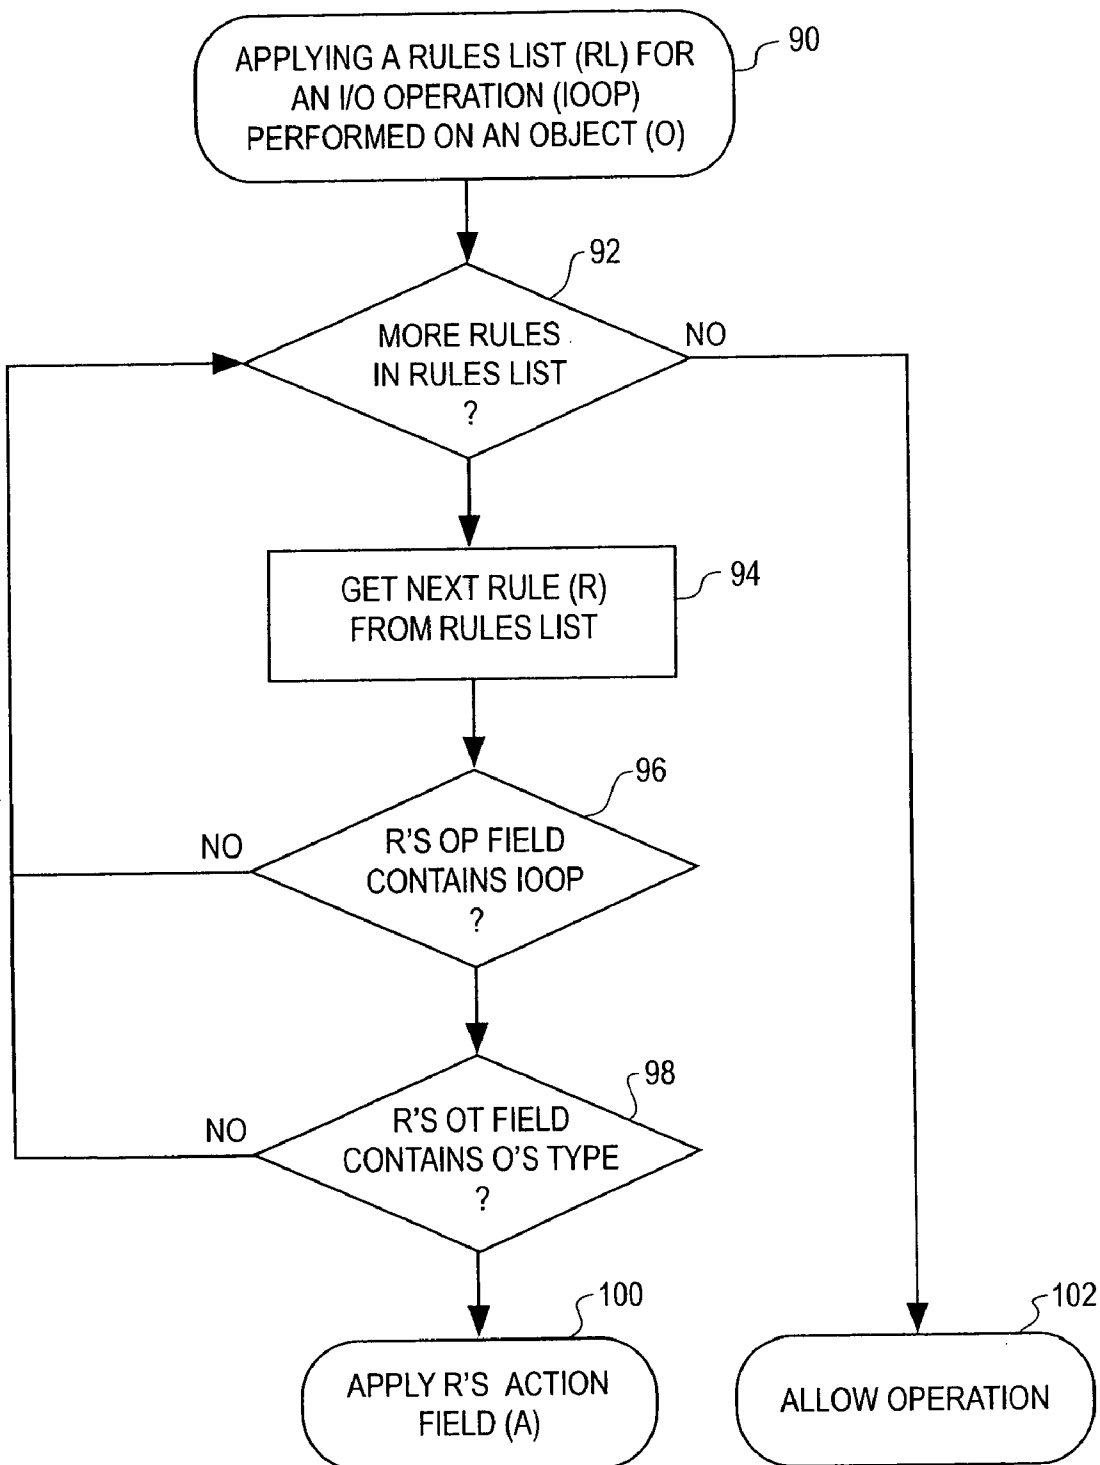 APPLYING A RULES LIST (RL) FOR
AN I/O OPERATION (IOOP)
PERFORMED ON AN OBJECT (O)
90
92
MORE RULES
IN RULES LIST
?
NO
GET NEXT RULE (R)
FROM RULES LIST
94
96
R'S OP FIELD
CONTAINS IOOP
?
NO
98
R'S OT FIELD
CONTAINS O'S TYPE
?
NO
100
APPLY R'S ACTION
FIELD (A)
102
ALLOW OPERATION